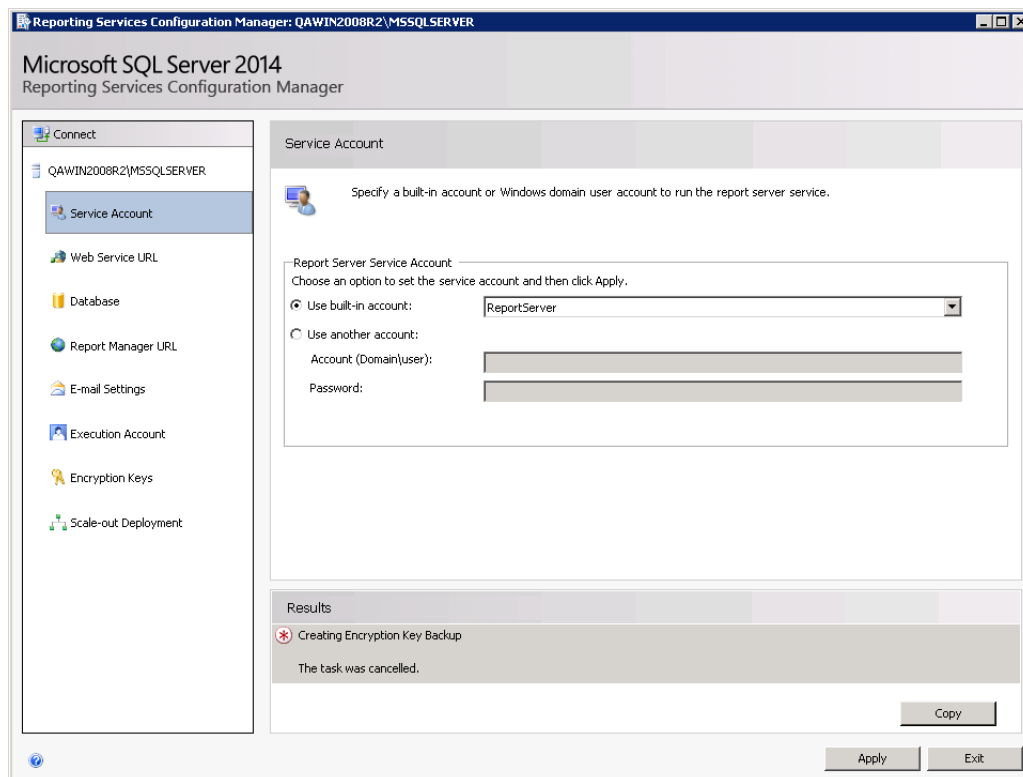 Reporting Services Configuration Manager: QAWIN2008R2\MSSQLSERVER
Microsoft SQL Server 2014
Reporting Services Configuration Manager
Connect
QAWIN2008R2\MSSQLSERVER
Service Account
Web Service URL
Database
Report Manager URL
E-mail Settings
Execution Account
Encryption Keys
Scale-out Deployment
Service Account
Specify a built-in account or Windows domain user account to run the report server service.
Report Server Service Account
Choose an option to set the service account and then click Apply.
Use built-in account: ReportServer
Use another account:
Account (Domain\user):
Password:
Results
Creating Encryption Key Backup
The task was cancelled.
Copy
Apply Exit